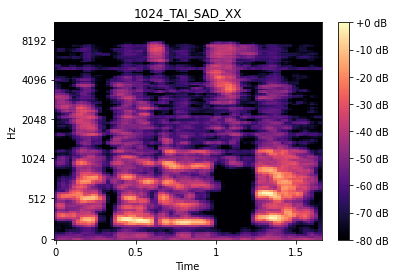 1024_TAI_SAD_XX
8192
4096
2048
1024
512
0
Hz
0
0.5
1
1.5
Time
+0 dB
-10 dB
-20 dB
-30 dB
-40 dB
-50 dB
-60 dB
-70 dB
-80 dB